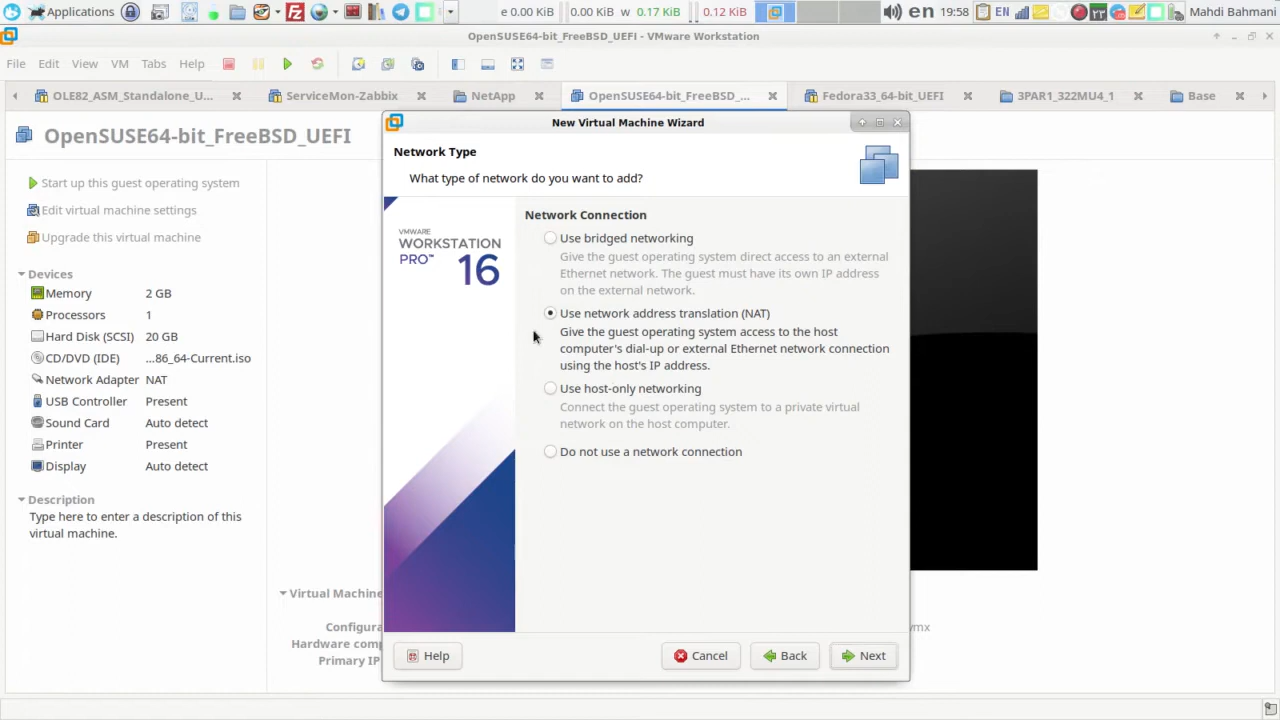 Applications
e 0.00 KiB
0.00 KiB w 0.17 KiB
0.12 KiB
en 19:58
EN
Mahdi Bahmani
OpenSUSE64-bit_FreeBSD_UEFI - VMware Workstation
File Edit View VM Tabs Help
OLE82_ASM_Standalone_U...
ServiceMon-Zabbix
NetApp
OpenSUSE64-bit_FreeBSD_...
Fedora33_64-bit_UEFI
3PAR1_322MU4_1
Base
OpenSUSE64-bit_FreeBSD_UEFI
Start up this guest operating system
Edit virtual machine settings
Upgrade this virtual machine
Devices
Memory 2 GB
Processors 1
Hard Disk (SCSI) 20 GB
CD/DVD (IDE) ...86_64-Current.iso
Network Adapter NAT
USB Controller Present
Sound Card Auto detect
Printer Present
Display Auto detect
Description
Type here to enter a description of this
virtual machine.
Virtual Machine
Configura
ymx
Hardware comp
Primary IP
New Virtual Machine Wizard
Network Type
What type of network do you want to add?
VMWARE
WORKSTATION
PRO™ 16
Network Connection
Use bridged networking
Give the guest operating system direct access to an external
Ethernet network. The guest must have its own IP address
on the external network.
Use network address translation (NAT)
Give the guest operating system access to the host
computer's dial-up or external Ethernet network connection
using the host's IP address.
Use host-only networking
Connect the guest operating system to a private virtual
network on the host computer.
Do not use a network connection
Help
Cancel
Back
Next